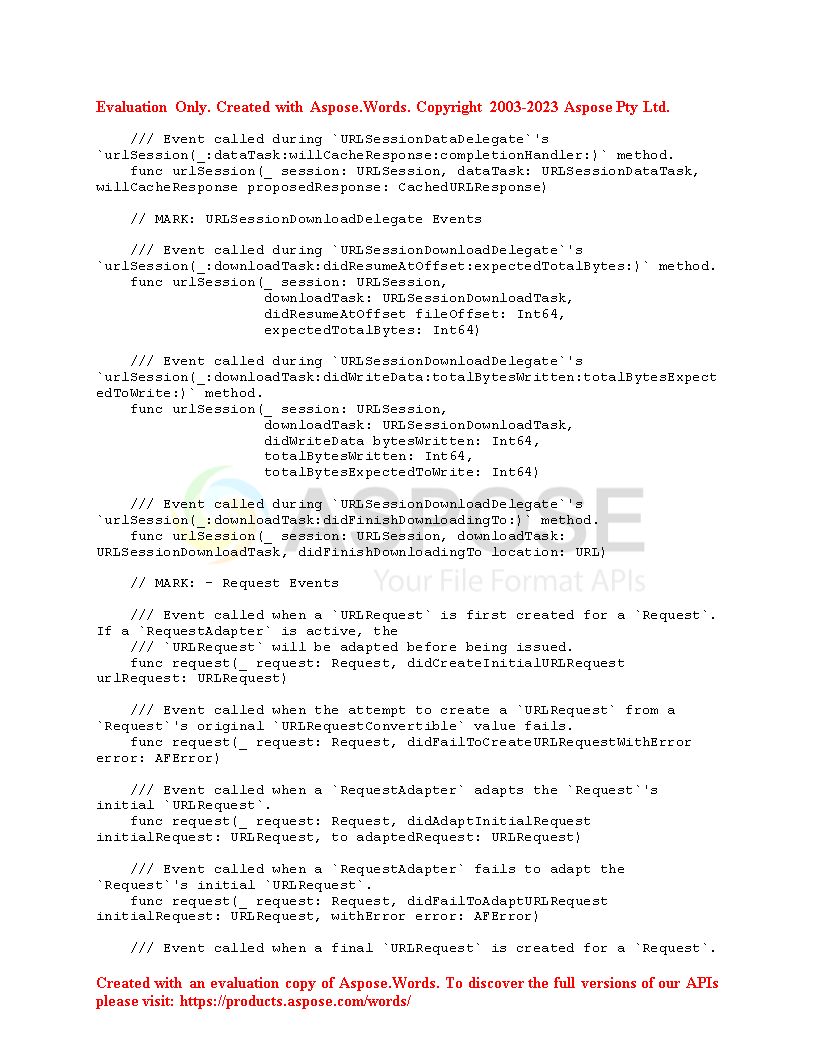 Evaluation Only. Created with Aspose.Words. Copyright 2003-2023 Aspose Pty Ltd.
/// Event called during `URLSessionDataDelegate`'s
`urlSession(_:dataTask:willCacheResponse:completionHandler:)` method.
func urlSession(_ session: URLSession, dataTask: URLSessionDataTask,
willCacheResponse proposedResponse: CachedURLResponse)
// MARK: URLSessionDownloadDelegate Events
/// Event called during `URLSessionDownloadDelegate`'s
`urlSession(_:downloadTask:didResumeAtOffset:expectedTotalBytes:)` method.
func urlSession(_ session: URLSession,
downloadTask: URLSessionDownloadTask,
didResumeAtOffset fileOffset: Int64,
expectedTotalBytes: Int64)
/// Event called during `URLSessionDownloadDelegate`'s
`urlSession(_:downloadTask:didWriteData:totalBytesWritten:totalBytesExpect
edToWrite:)` method.
func urlSession(_ session: URLSession,
downloadTask: URLSessionDownloadTask,
didWriteData bytesWritten: Int64,
totalBytesWritten: Int64,
totalBytesExpectedToWrite: Int64)
/// Event called during `URLSessionDownloadDelegate`'s
`urlSession(_:downloadTask:didFinishDownloadingTo:)` method.
func urlSession(_ session: URLSession, downloadTask:
URLSessionDownloadTask, didFinishDownloadingTo location: URL)
ASPOSE
Your File Format APIs
// MARK: - Request Events
/// Event called when a `URLRequest` is first created for a `Request`.
If a `RequestAdapter` is active, the
/// `URLRequest` will be adapted before being issued.
func request(_ request: Request, didCreateInitialURLRequest
urlRequest: URLRequest)
/// Event called when the attempt to create a `URLRequest` from a
`Request`'s original `URLRequestConvertible` value fails.
func request(_ request: Request, didFailToCreateURLRequestWithError
error: AFError)
/// Event called when a `RequestAdapter` adapts the `Request`'s
initial `URLRequest`.
func request(_ request: Request, didAdaptInitialRequest
initialRequest: URLRequest, to adaptedRequest: URLRequest)
/// Event called when a `RequestAdapter` fails to adapt the
`Request`'s initial `URLRequest`.
func request(_ request: Request, didFailToAdaptURLRequest
initialRequest: URLRequest, withError error: AFError)
/// Event called when a final `URLRequest` is created for a `Request`.
Created with an evaluation copy of Aspose.Words. To discover the full versions of our APIs
please visit: https://products.aspose.com/words/